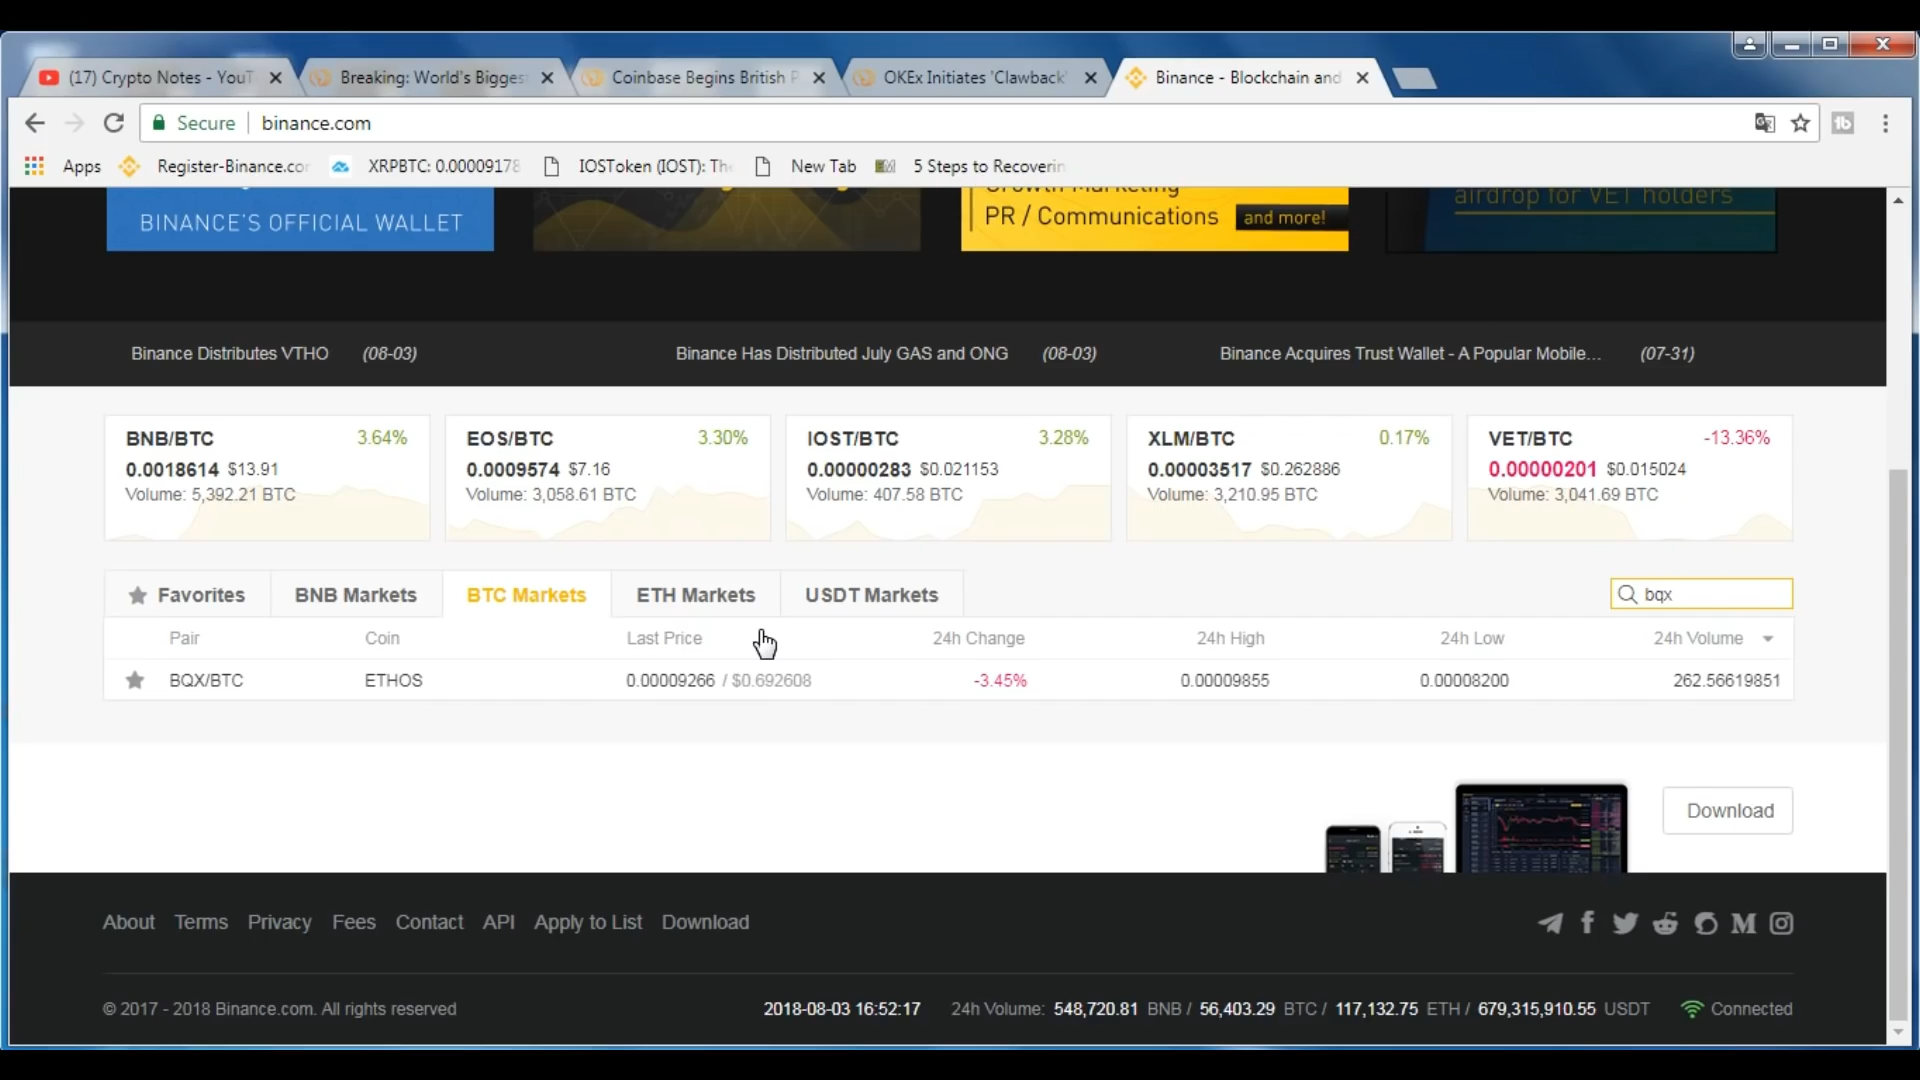 (17) Crypto Notes - YouT
Breaking: World's Bigges
Coinbase Begins British P
OKEx Initiates 'Clawback'
Binance - Blockchain and
Secure
binance.com
Apps
Register-Binance.cor
XRPBTC: 0.00009178
IOSToken (IOST): The
New Tab
5 Steps to Recoverin
BINANCE'S OFFICIAL WALLET
Growth Marketing
PR / Communications
and more!
airdrop for VET holders
Binance Distributes VTHO (08-03)
Binance Has Distributed July GAS and ONG (08-03)
Binance Acquires Trust Wallet - A Popular Mobile... (07-31)
BNB/BTC 3.64%
0.0018614 $13.91
Volume: 5,392.21 BTC
EOS/BTC 3.30%
0.0009574 $7.16
Volume: 3,058.61 BTC
IOST/BTC 3.28%
0.00000283 $0.021153
Volume: 407.58 BTC
XLM/BTC 0.17%
0.00003517 $0.262886
Volume: 3,210.95 BTC
VET/BTC -13.36%
0.00000201 $0.015024
Volume: 3,041.69 BTC
Favorites BNB Markets BTC Markets ETH Markets USDT Markets bqx
Pair Coin Last Price 24h Change 24h High 24h Low 24h Volume
BQX/BTC ETHOS 0.00009266 / $0.692608 -3.45% 0.00009855 0.00008200 262.56619851
Download
About Terms Privacy Fees Contact API Apply to List Download
© 2017 - 2018 Binance.com. All rights reserved
2018-08-03 16:52:17 24h Volume: 548,720.81 BNB / 56,403.29 BTC / 117,132.75 ETH / 679,315,910.55 USDT Connected